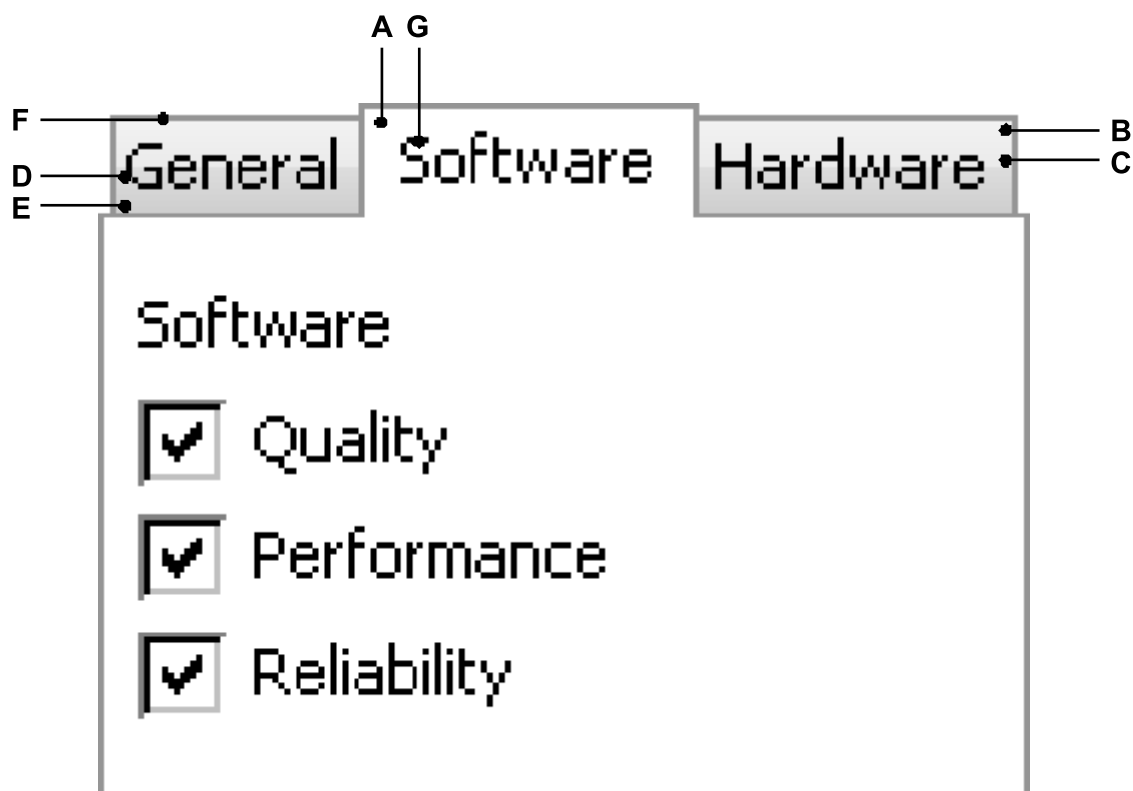 A G
F
B
General Software Hardware
C
D
E
Software
Quality
Performance
Reliability